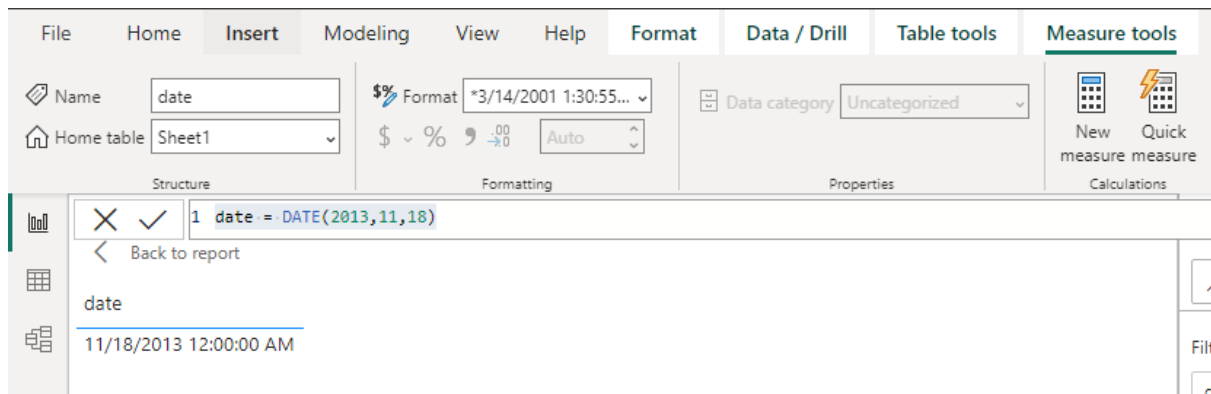 File Home Insert Modeling View Help Format Data / Drill Table tools Measure tools
Name date
$% Format *3/14/2001 1:30:55...
Data category Uncategorized
Home table Sheet1
$ % , .00 →.0 Auto
New measure
Quick measure
Structure Formatting Properties Calculations
1 date = DATE(2013,11,18)
Back to report
date
11/18/2013 12:00:00 AM